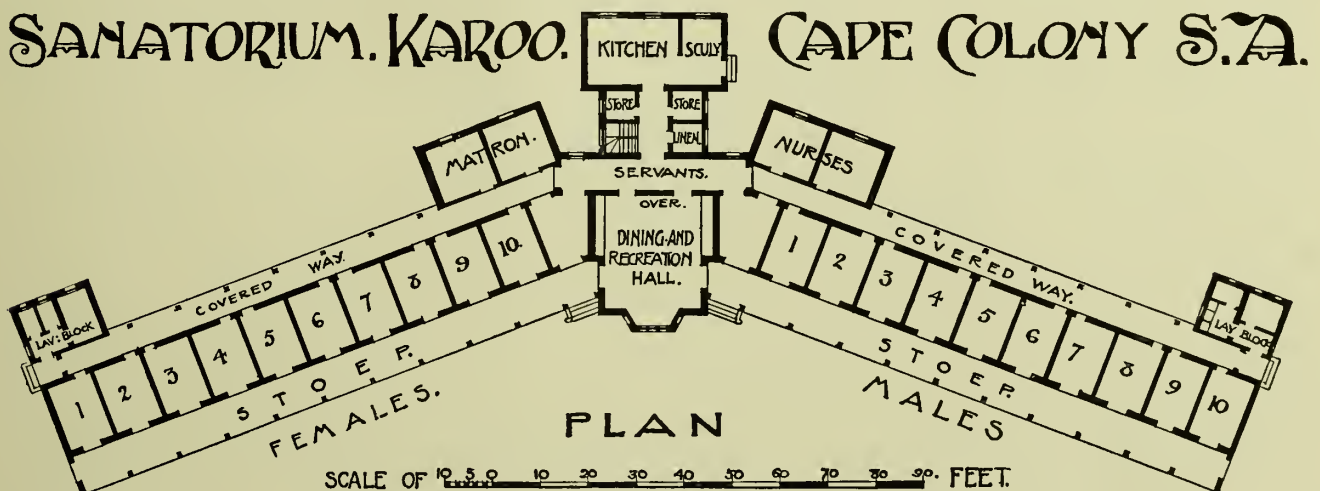 SANATORIUM. KAROO. CAPE COLONY S.A.
KITCHEN SCULY
STORE STORE
LINEN.
MATRON. NURSES
SERVANTS.
OVER.
DINING-AND
RECREATION
HALL.
COVERED WAY. COVERED WAY.
LAV: BLOCK LAV BLOCK
1 2 3 4 5 6 7 8 9 10. 1 2 3 4 5 6 7 8 9 10
STOEP. STOEP.
FEMALES. MALES
PLAN
SCALE OF 10 5 0 10 20 30 40 50 60 70 80 90. FEET.